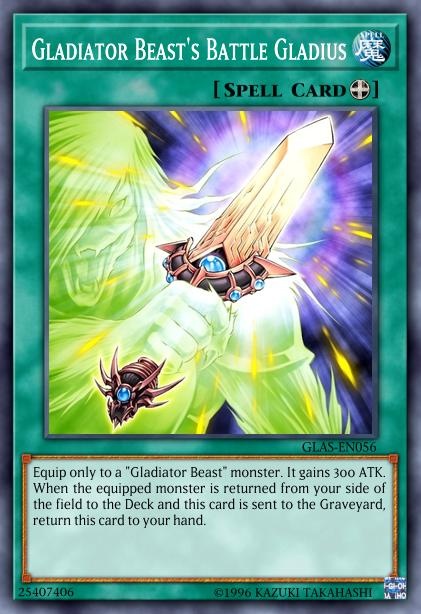 Gladiator Beast's Battle Gladius
SPELL
魔
[Spell Card]
GLAS-EN056
Equip only to a "Gladiator Beast" monster. It gains 300 ATK.
When the equipped monster is returned from your side of
the field to the Deck and this card is sent to the Graveyard,
return this card to your hand.
25407406
©1996 KAZUKI TAKAHASHI